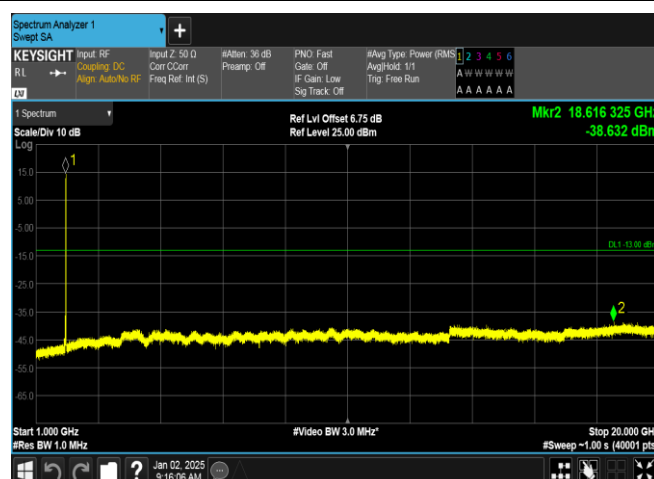 Spectrum Analyzer 1
Swept SA
+
KEYSIGHT Input: RF Input Z: 50 Ω #Atten: 36 dB PNO: Fast #Avg Type: Power (RMS 1 2 3 4 5 6
RL Coupling: DC Corr CCorr Preamp: Off Gate: Off Avg|Hold: 1/1 A W W W W W
Align: Auto/No RF Freq Ref: Int (S) IF Gain: Low Trig: Free Run
LXI Sig Track: Off A A A A A A
1 Spectrum Ref Lvl Offset 6.75 dB Mkr2 18.616 325 GHz
Scale/Div 10 dB Ref Level 25.00 dBm -38.632 dBm
Log
1
15.0
5.00
-5.00
DL1 -13.00 dBm
-15.0
-25.0
2
-35.0
-45.0
-55.0
-65.0
Start 1.000 GHz #Video BW 3.0 MHz* Stop 20.000 GHz
#Res BW 1.0 MHz #Sweep ~1.00 s (40001 pts
? Jan 02, 2025
9:16:06 AM